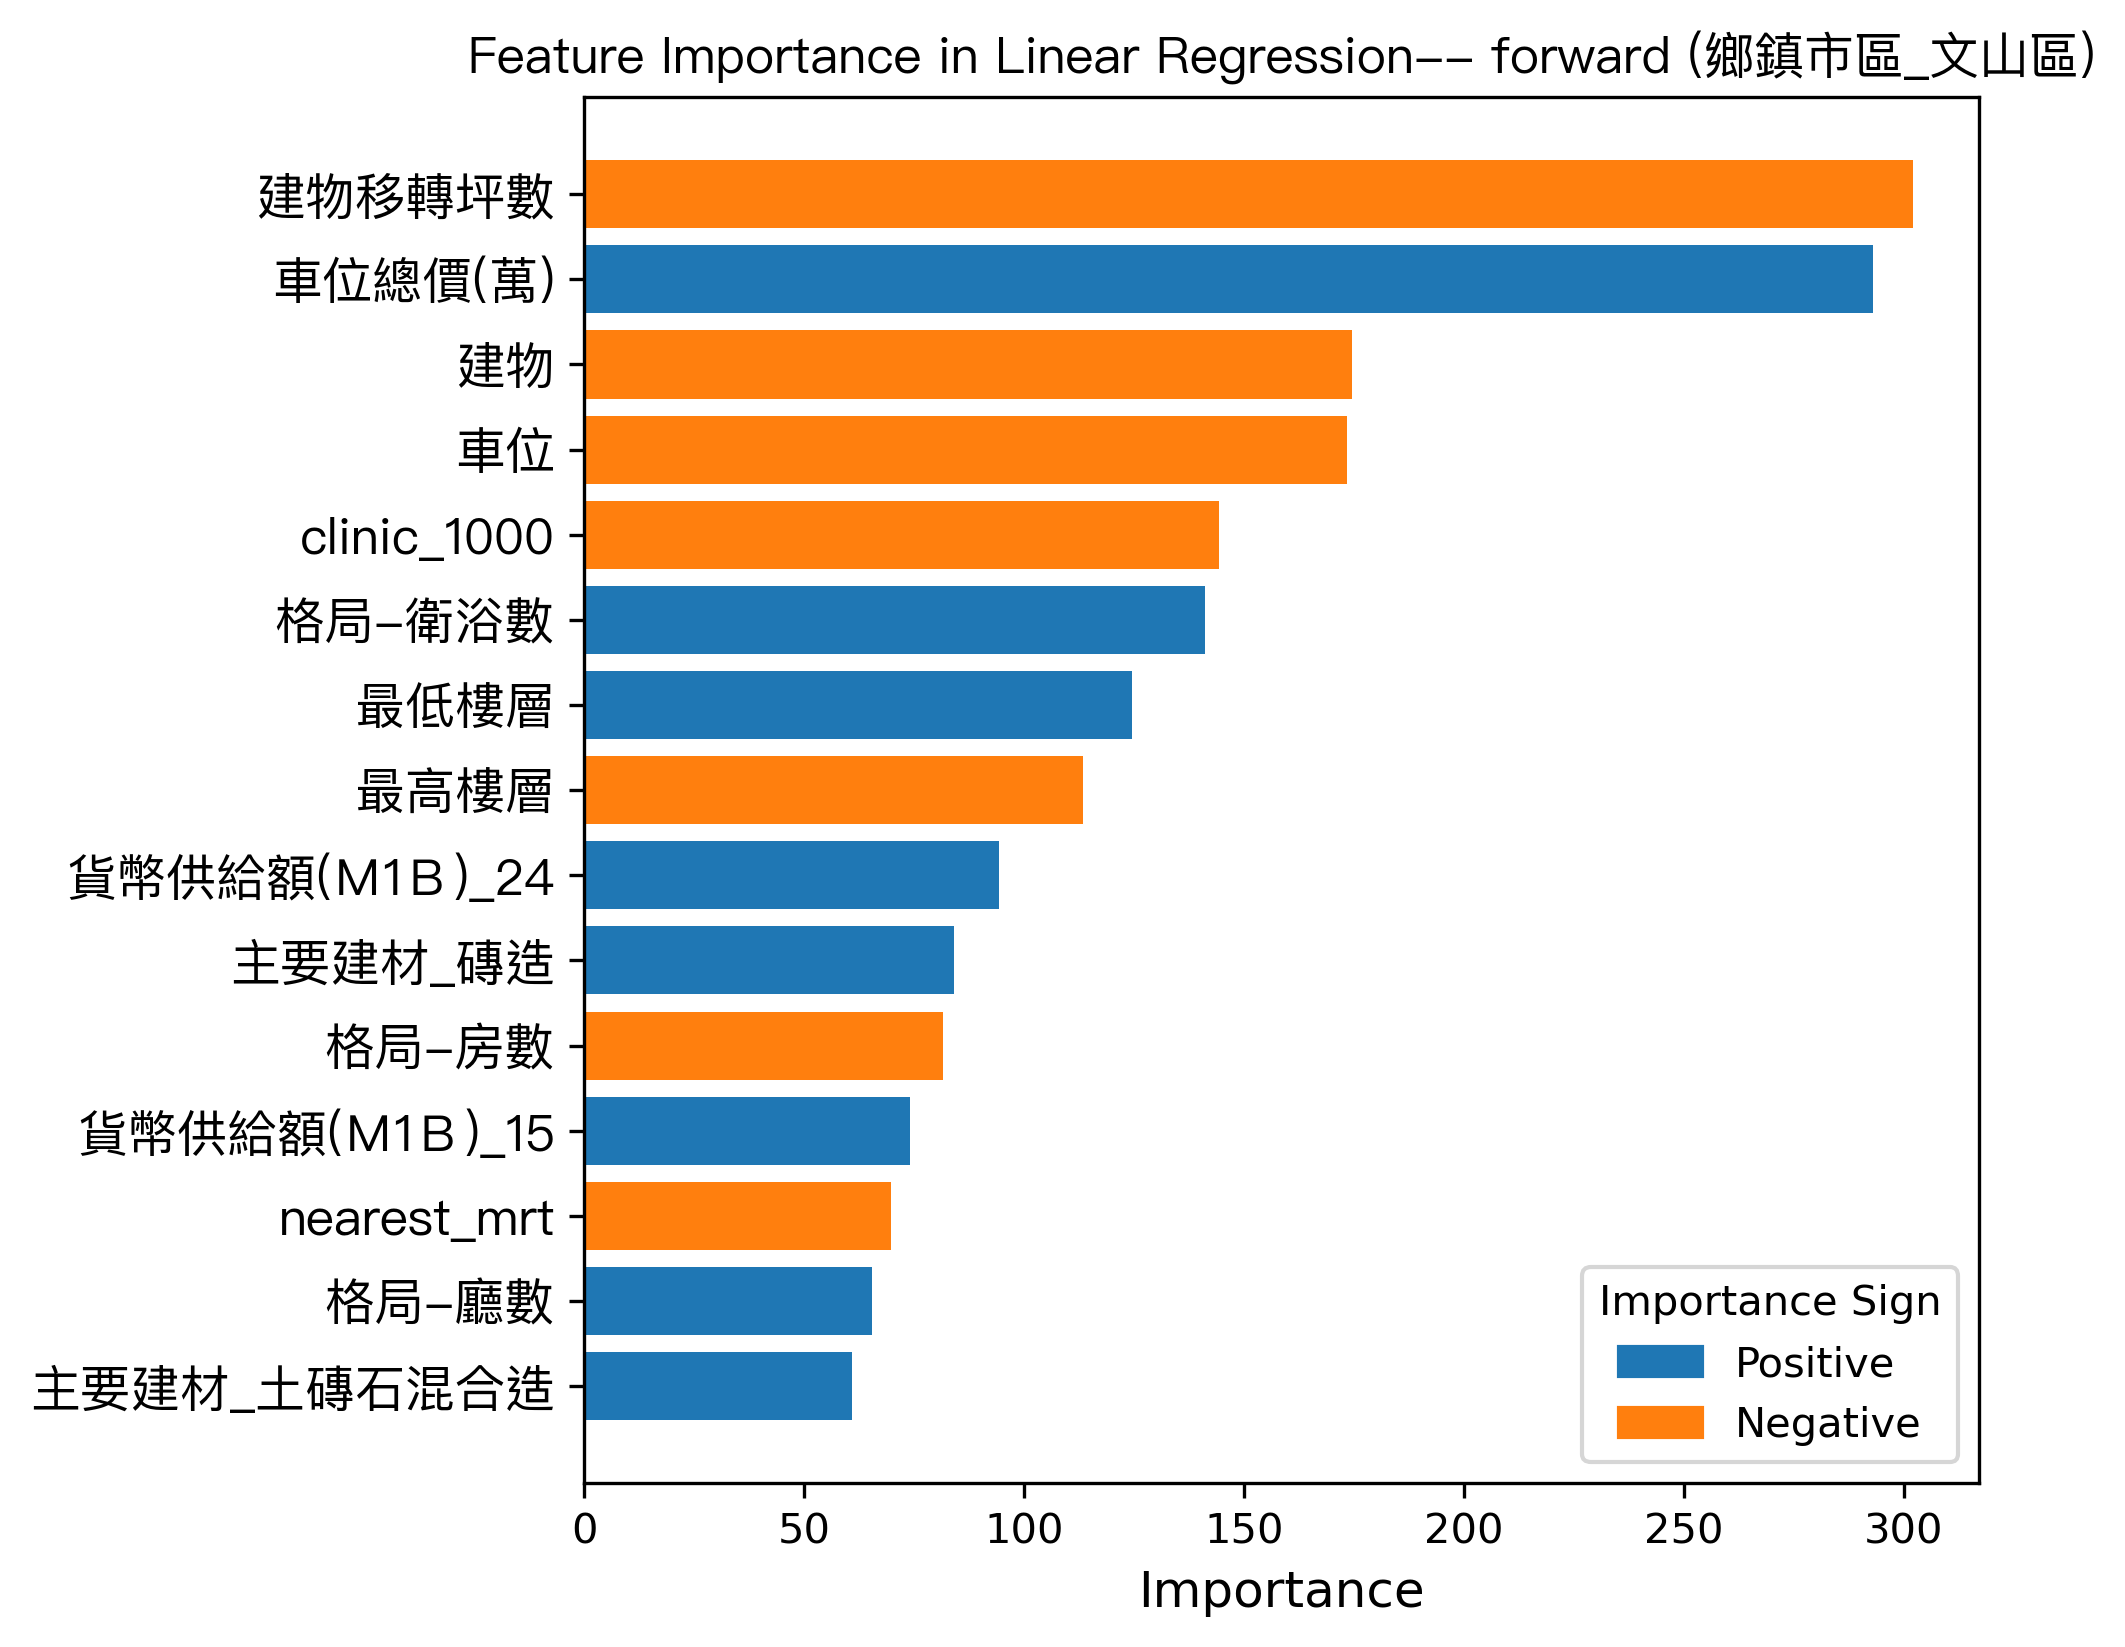 Feature Importance in Linear Regression-- forward (鄉鎮市區_文山區)
建物移轉坪數
車位總價(萬)
建物
車位
clinic_1000
格局-衛浴數
最低樓層
最高樓層
貨幣供給額(M1B)_24
主要建材_磚造
格局-房數
貨幣供給額(M1B)_15
nearest_mrt
格局-廳數
主要建材_土磚石混合造
Importance Sign
Positive
Negative
0 50 100 150 200 250 300
Importance